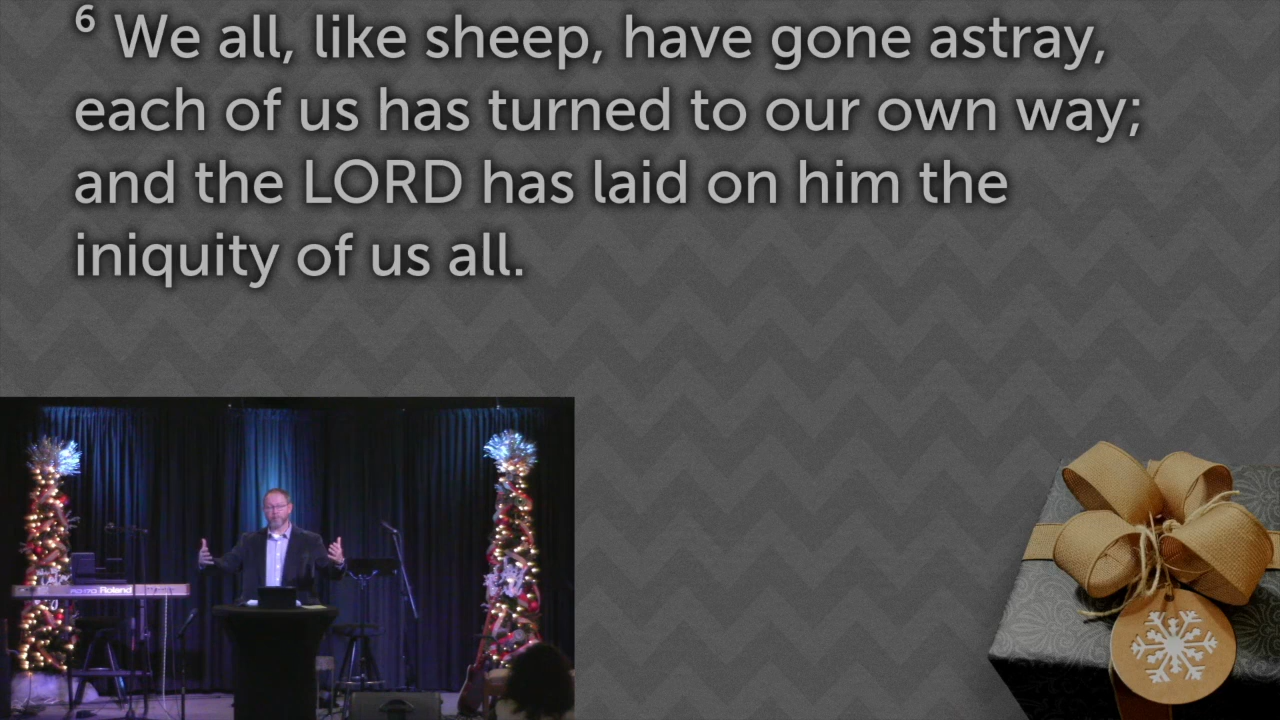 6 We all, like sheep, have gone astray,
each of us has turned to our own way;
and the LORD has laid on him the
iniquity of us all.
Roland